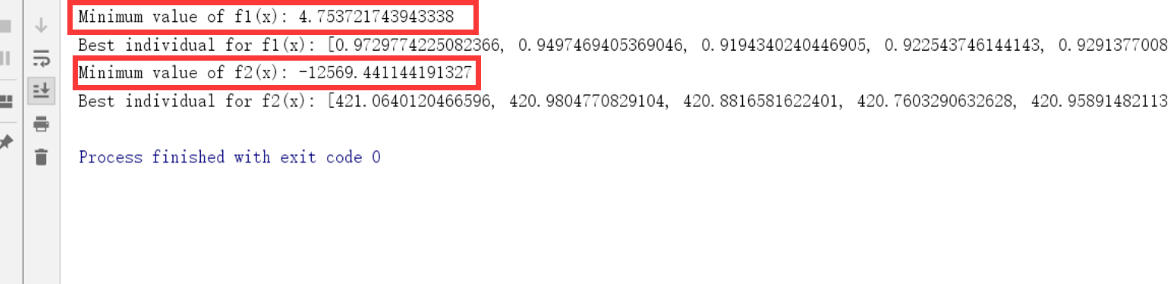 Minimum value of f1(x): 4.753721743943338
Best individual for f1(x): [0.9729774225082366, 0.9497469405369046, 0.9194340240446905, 0.922543746144143, 0.9291377008
Minimum value of f2(x): -12569.441144191327
Best individual for f2(x): [421.0640120466596, 420.9804770829104, 420.8816581622401, 420.7603290632628, 420.95891482113
Process finished with exit code 0